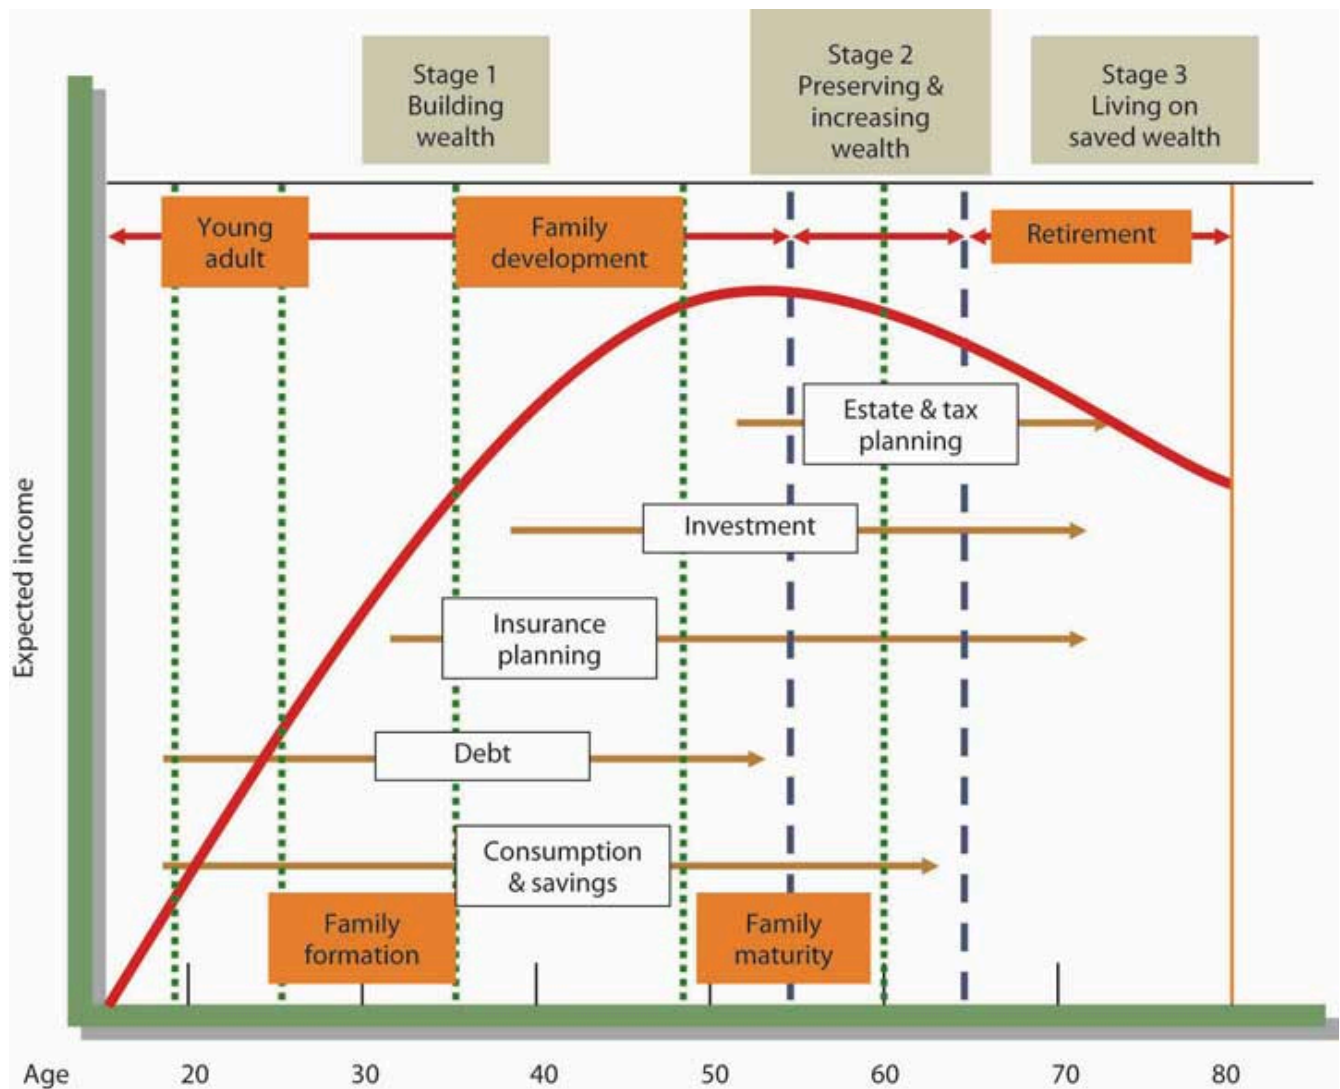 Stage 1
Building
wealth
Stage 2
Preserving &
increasing
wealth
Stage 3
Living on
saved wealth
Young
adult
Family
development
Retirement
Estate & tax
planning
Investment
Insurance
planning
Debt
Consumption
& savings
Family
formation
Family
maturity
Expected income
Age 20 30 40 50 60 70 80